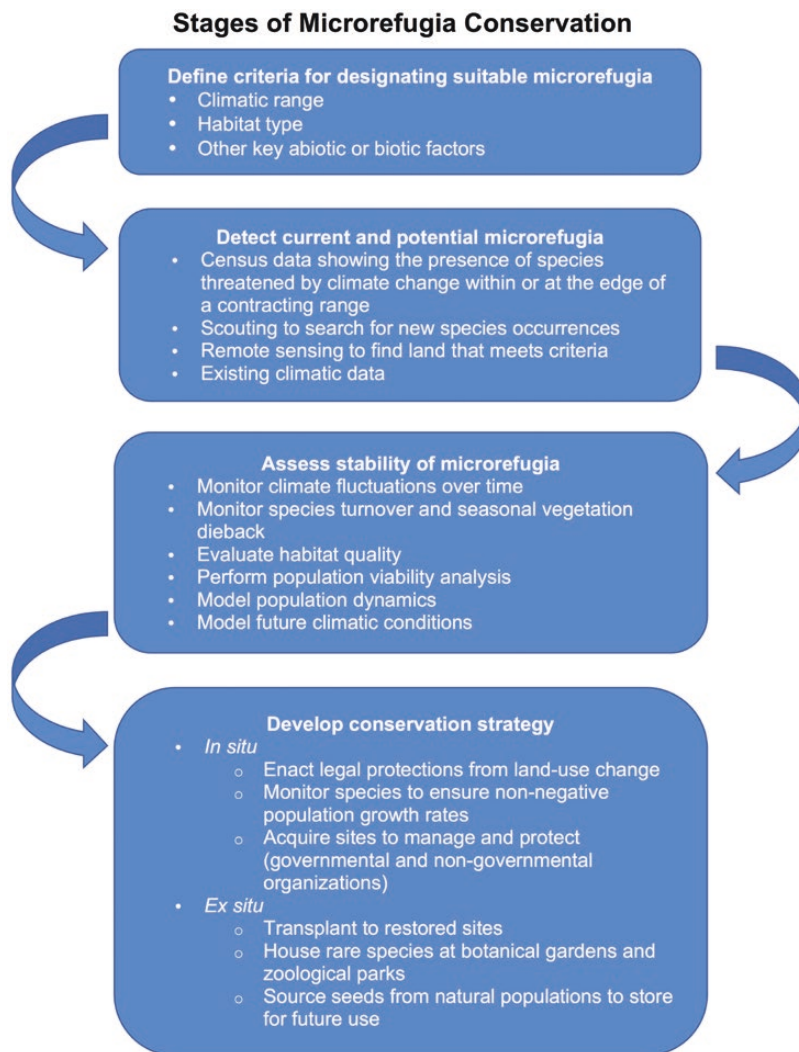 Stages of Microrefugia Conservation
Define criteria for designating suitable microrefugia
• Climatic range
• Habitat type
• Other key abiotic or biotic factors
Detect current and potential microrefugia
• Census data showing the presence of species
threatened by climate change within or at the edge of
a contracting range
• Scouting to search for new species occurrences
• Remote sensing to find land that meets criteria
• Existing climatic data
Assess stability of microrefugia
• Monitor climate fluctuations over time
• Monitor species turnover and seasonal vegetation
dieback
• Evaluate habitat quality
• Perform population viability analysis
• Model population dynamics
• Model future climatic conditions
Develop conservation strategy
• In situ
o Enact legal protections from land-use change
o Monitor species to ensure non-negative
population growth rates
o Acquire sites to manage and protect
(governmental and non-governmental
organizations)
• Ex situ
o Transplant to restored sites
o House rare species at botanical gardens and
zoological parks
o Source seeds from natural populations to store
for future use